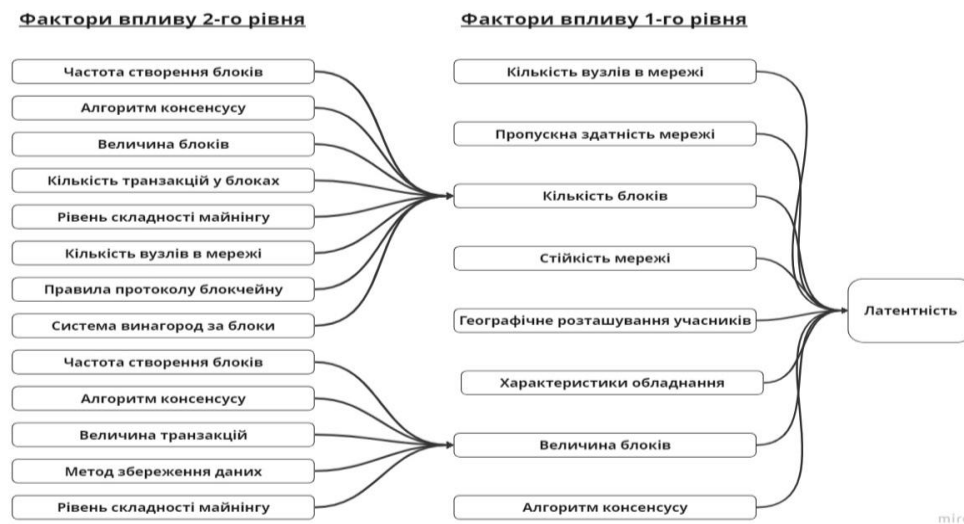 Фактори впливу 2-го рівня
Фактори впливу 1-го рівня
Частота створення блоків
Алгоритм консенсусу
Величина блоків
Кількість транзакцій у блоках
Рівень складності майнінгу
Кількість вузлів в мережі
Правила протоколу блокчейну
Система винагород за блоки
Частота створення блоків
Алгоритм консенсусу
Величина транзакцій
Метод збереження даних
Рівень складності майнінгу
Кількість вузлів в мережі
Пропускна здатність мережі
Кількість блоків
Стійкість мережі
Географічне розташування учасників
Характеристики обладнання
Величина блоків
Алгоритм консенсусу
Латентність